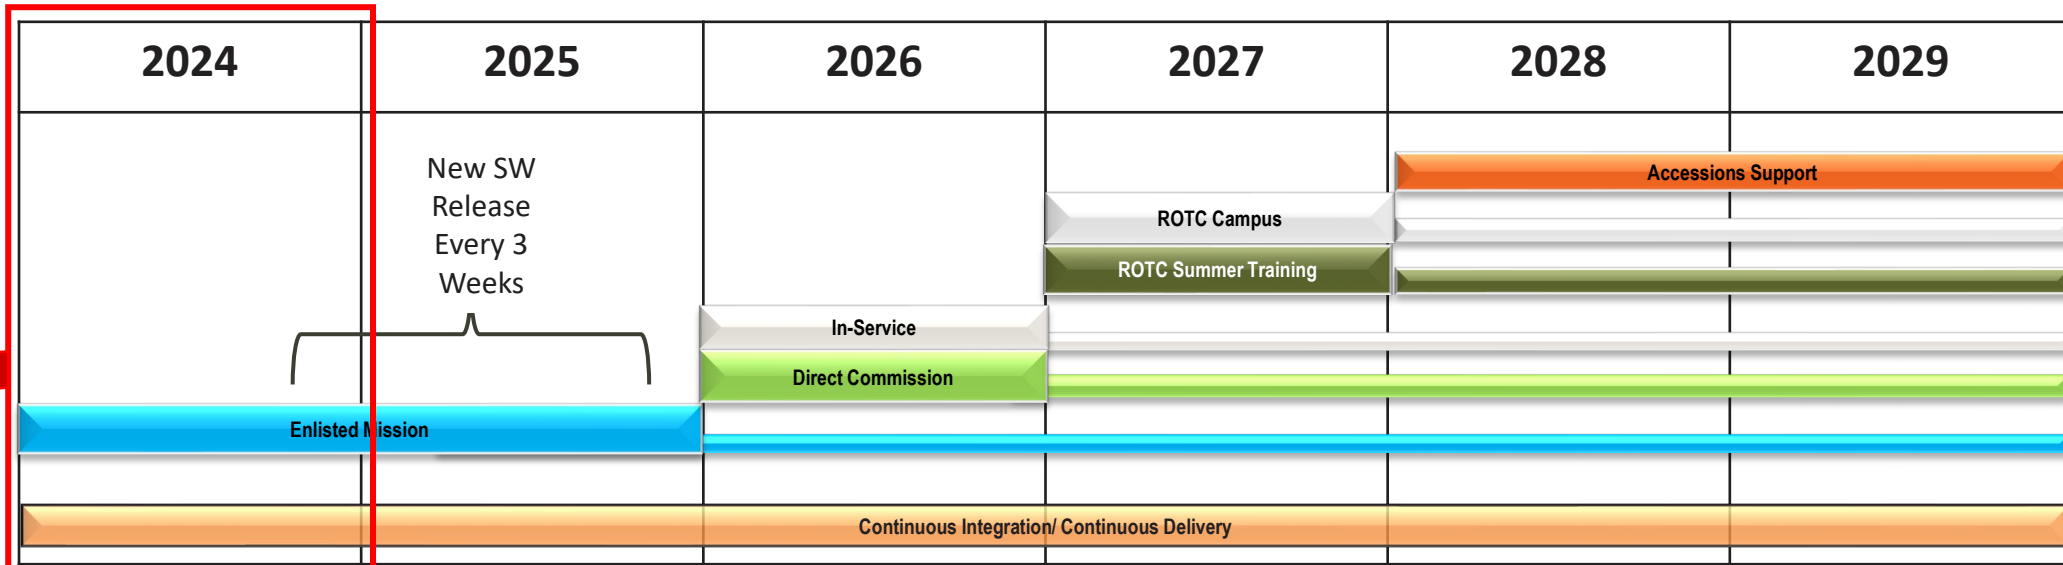 2024 2025 2026 2027 2028 2029
New SW
Release
Every 3
Weeks
Accessions Support
ROTC Campus
ROTC Summer Training
In-Service
Direct Commission
Enlisted Mission
Continuous Integration/ Continuous Delivery